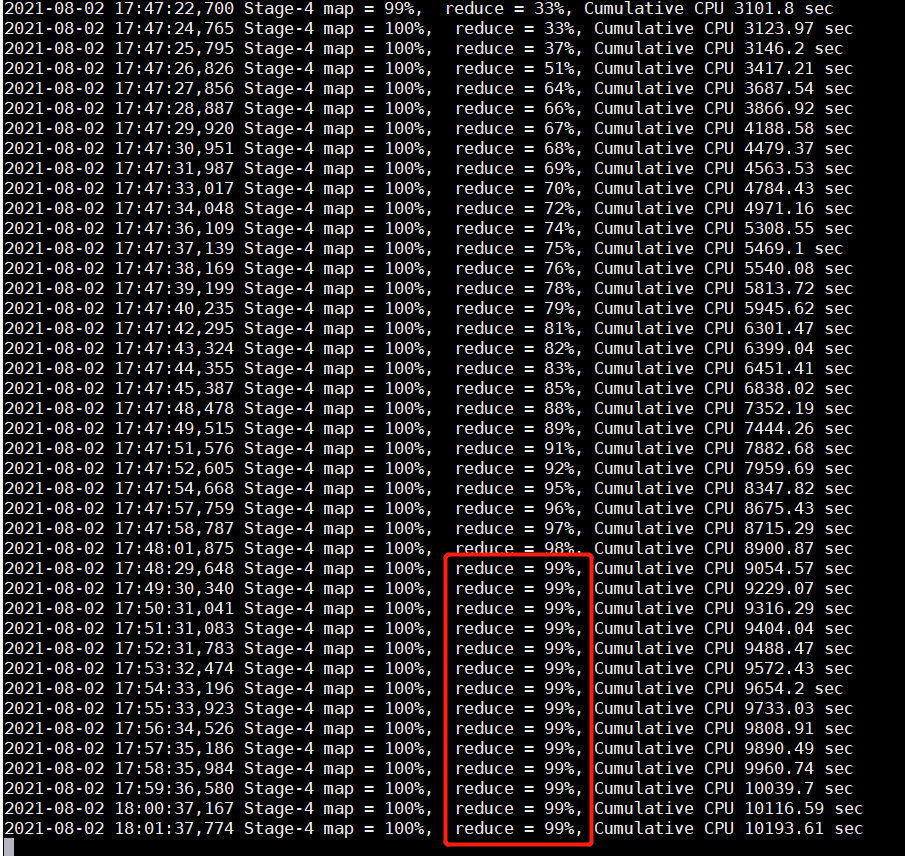 2021-08-02 17:47:22,700 Stage-4 map = 99%,  reduce = 33%, Cumulative CPU 3101.8 sec
2021-08-02 17:47:24,765 Stage-4 map = 100%,  reduce = 33%, Cumulative CPU 3123.97 sec
2021-08-02 17:47:25,795 Stage-4 map = 100%,  reduce = 37%, Cumulative CPU 3146.2 sec
2021-08-02 17:47:26,826 Stage-4 map = 100%,  reduce = 51%, Cumulative CPU 3417.21 sec
2021-08-02 17:47:27,856 Stage-4 map = 100%,  reduce = 64%, Cumulative CPU 3687.54 sec
2021-08-02 17:47:28,887 Stage-4 map = 100%,  reduce = 66%, Cumulative CPU 3866.92 sec
2021-08-02 17:47:29,920 Stage-4 map = 100%,  reduce = 67%, Cumulative CPU 4188.58 sec
2021-08-02 17:47:30,951 Stage-4 map = 100%,  reduce = 68%, Cumulative CPU 4479.37 sec
2021-08-02 17:47:31,987 Stage-4 map = 100%,  reduce = 69%, Cumulative CPU 4563.53 sec
2021-08-02 17:47:33,017 Stage-4 map = 100%,  reduce = 70%, Cumulative CPU 4784.43 sec
2021-08-02 17:47:34,048 Stage-4 map = 100%,  reduce = 72%, Cumulative CPU 4971.16 sec
2021-08-02 17:47:36,109 Stage-4 map = 100%,  reduce = 74%, Cumulative CPU 5308.55 sec
2021-08-02 17:47:37,139 Stage-4 map = 100%,  reduce = 75%, Cumulative CPU 5469.1 sec
2021-08-02 17:47:38,169 Stage-4 map = 100%,  reduce = 76%, Cumulative CPU 5540.08 sec
2021-08-02 17:47:39,199 Stage-4 map = 100%,  reduce = 78%, Cumulative CPU 5813.72 sec
2021-08-02 17:47:40,235 Stage-4 map = 100%,  reduce = 79%, Cumulative CPU 5945.62 sec
2021-08-02 17:47:42,295 Stage-4 map = 100%,  reduce = 81%, Cumulative CPU 6301.47 sec
2021-08-02 17:47:43,324 Stage-4 map = 100%,  reduce = 82%, Cumulative CPU 6399.04 sec
2021-08-02 17:47:44,355 Stage-4 map = 100%,  reduce = 83%, Cumulative CPU 6451.41 sec
2021-08-02 17:47:45,387 Stage-4 map = 100%,  reduce = 85%, Cumulative CPU 6838.02 sec
2021-08-02 17:47:48,478 Stage-4 map = 100%,  reduce = 88%, Cumulative CPU 7352.19 sec
2021-08-02 17:47:49,515 Stage-4 map = 100%,  reduce = 89%, Cumulative CPU 7444.26 sec
2021-08-02 17:47:51,576 Stage-4 map = 100%,  reduce = 91%, Cumulative CPU 7882.68 sec
2021-08-02 17:47:52,605 Stage-4 map = 100%,  reduce = 92%, Cumulative CPU 7959.69 sec
2021-08-02 17:47:54,668 Stage-4 map = 100%,  reduce = 95%, Cumulative CPU 8347.82 sec
2021-08-02 17:47:57,759 Stage-4 map = 100%,  reduce = 96%, Cumulative CPU 8675.43 sec
2021-08-02 17:47:58,787 Stage-4 map = 100%,  reduce = 97%, Cumulative CPU 8715.29 sec
2021-08-02 17:48:01,875 Stage-4 map = 100%,  reduce = 98%, Cumulative CPU 8900.87 sec
2021-08-02 17:48:29,648 Stage-4 map = 100%,  reduce = 99%, Cumulative CPU 9054.57 sec
2021-08-02 17:49:30,340 Stage-4 map = 100%,  reduce = 99%, Cumulative CPU 9229.07 sec
2021-08-02 17:50:31,041 Stage-4 map = 100%,  reduce = 99%, Cumulative CPU 9316.29 sec
2021-08-02 17:51:31,083 Stage-4 map = 100%,  reduce = 99%, Cumulative CPU 9404.04 sec
2021-08-02 17:52:31,783 Stage-4 map = 100%,  reduce = 99%, Cumulative CPU 9488.47 sec
2021-08-02 17:53:32,474 Stage-4 map = 100%,  reduce = 99%, Cumulative CPU 9572.43 sec
2021-08-02 17:54:33,196 Stage-4 map = 100%,  reduce = 99%, Cumulative CPU 9654.2 sec
2021-08-02 17:55:33,923 Stage-4 map = 100%,  reduce = 99%, Cumulative CPU 9733.03 sec
2021-08-02 17:56:34,526 Stage-4 map = 100%,  reduce = 99%, Cumulative CPU 9808.91 sec
2021-08-02 17:57:35,186 Stage-4 map = 100%,  reduce = 99%, Cumulative CPU 9890.49 sec
2021-08-02 17:58:35,984 Stage-4 map = 100%,  reduce = 99%, Cumulative CPU 9960.74 sec
2021-08-02 17:59:36,580 Stage-4 map = 100%,  reduce = 99%, Cumulative CPU 10039.7 sec
2021-08-02 18:00:37,167 Stage-4 map = 100%,  reduce = 99%, Cumulative CPU 10116.59 sec
2021-08-02 18:01:37,774 Stage-4 map = 100%,  reduce = 99%, Cumulative CPU 10193.61 sec